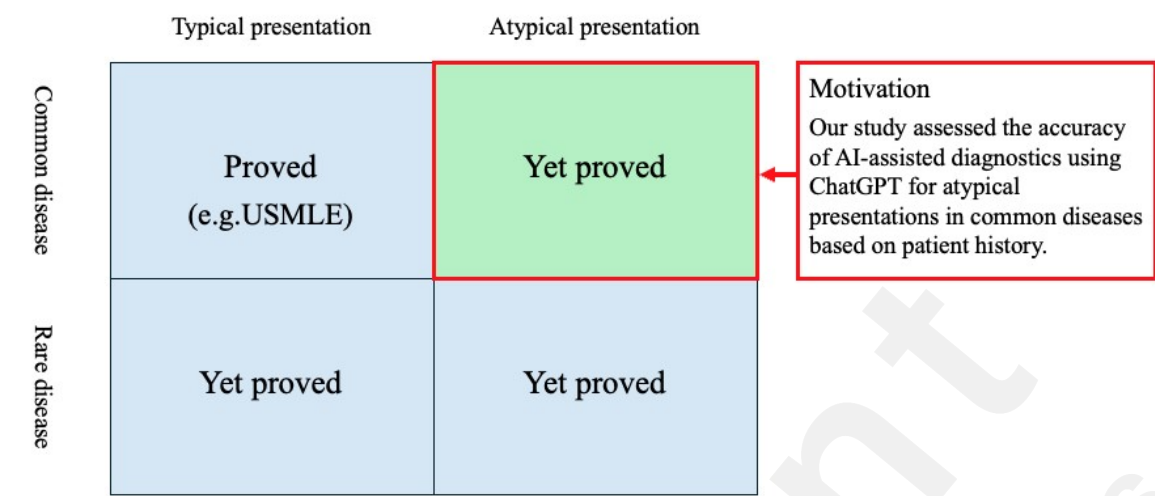 Typical presentation
Atypical presentation
Common disease
Proved
(e.g.USMLE)
Yet proved
Motivation
Our study assessed the accuracy
of AI-assisted diagnostics using
ChatGPT for atypical
presentations in common diseases
based on patient history.
Rare disease
Yet proved
Yet proved